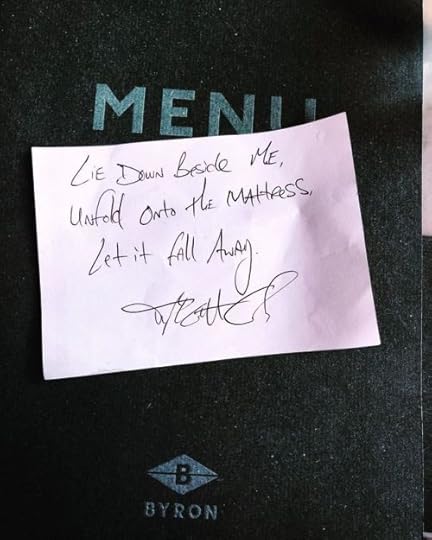 MENU
Lie Down Beside Me,
Unfold Onto the Mattress,
Let it fall Away.
B
BYRON